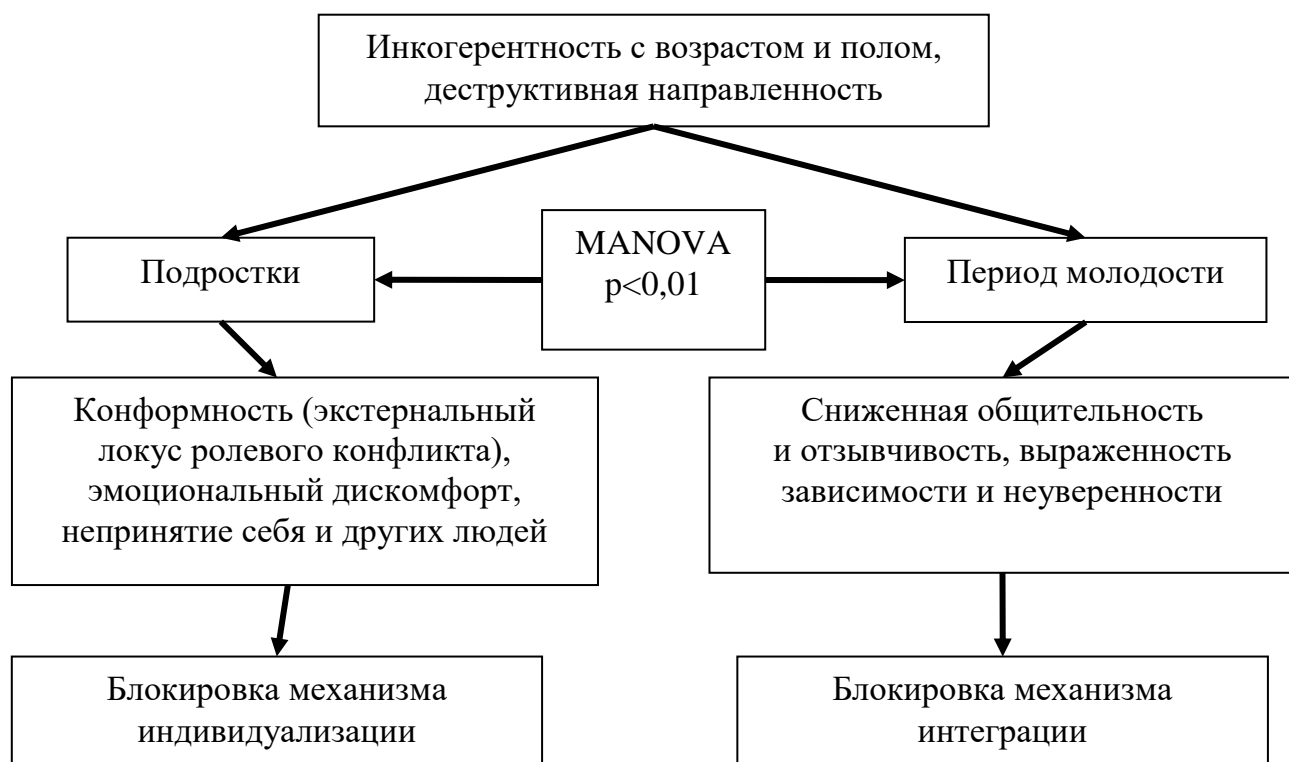 Инкогерентность с возрастом и полом,
деструктивная направленность
Подростки
MANOVA
p<0,01
Период молодости
Конформность (экстернальный
локус ролевого конфликта),
эмоциональный дискомфорт,
непринятие себя и других людей
Сниженная общительность
и отзывчивость, выраженность
зависимости и неуверенности
Блокировка механизма
индивидуализации
Блокировка механизма
интеграции